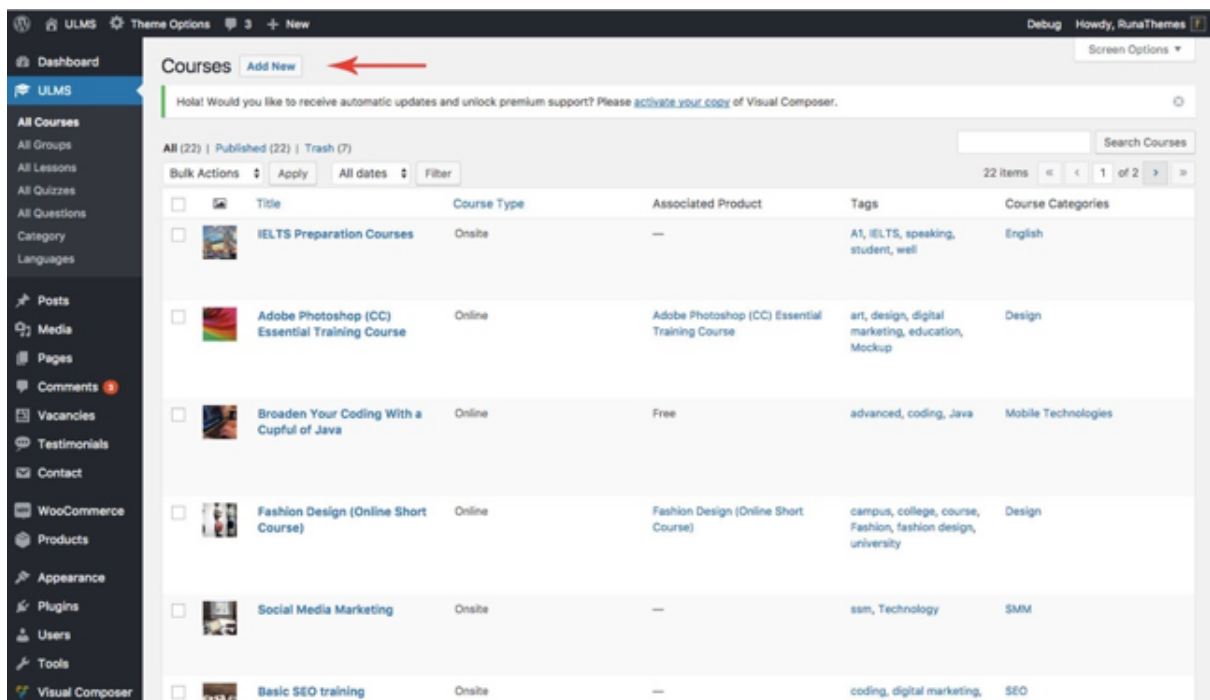 ULMS Theme Options 3 + New Debug Howdy, RunaThemes
Screen Options ▼
Dashboard
ULMS
All Courses
All Groups
All Lessons
All Quizzes
All Questions
Category
Languages
Posts
Media
Pages
Comments 3
Vacancies
Testimonials
Contact
WooCommerce
Products
Appearance
Plugins
Users
Tools
Visual Composer
Courses Add New
Hola! Would you like to receive automatic updates and unlock premium support? Please activate your copy of Visual Composer.
All (22) | Published (22) | Trash (7)
Search Courses
Bulk Actions Apply All dates Filter 22 items « ‹ 1 of 2 › »
Title Course Type Associated Product Tags Course Categories
IELTS Preparation Courses Onsite — A1, IELTS, speaking, English
student, well
Adobe Photoshop (CC) Online Adobe Photoshop (CC) Essential art, design, digital Design
Essential Training Course Training Course marketing, education,
Mockup
Broaden Your Coding With a Online Free advanced, coding, Java Mobile Technologies
Cupful of Java
Fashion Design (Online Short Online Fashion Design (Online Short campus, college, course, Design
Course) Course) Fashion, fashion design,
university
Social Media Marketing Onsite — ssm, Technology SMM
Basic SEO training Onsite — coding, digital marketing, SEO